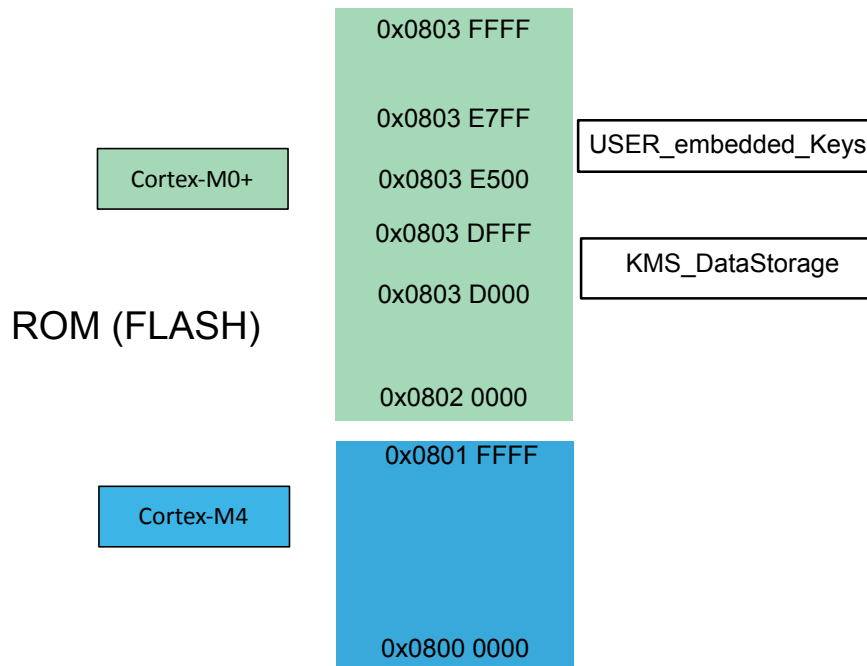 0x0803 FFFF
0x0803 E7FF
USER_embedded_Keys
Cortex-M0+
0x0803 E500
0x0803 DFFF
KMS_DataStorage
0x0803 D000
ROM (FLASH)
0x0802 0000
0x0801 FFFF
Cortex-M4
0x0800 0000